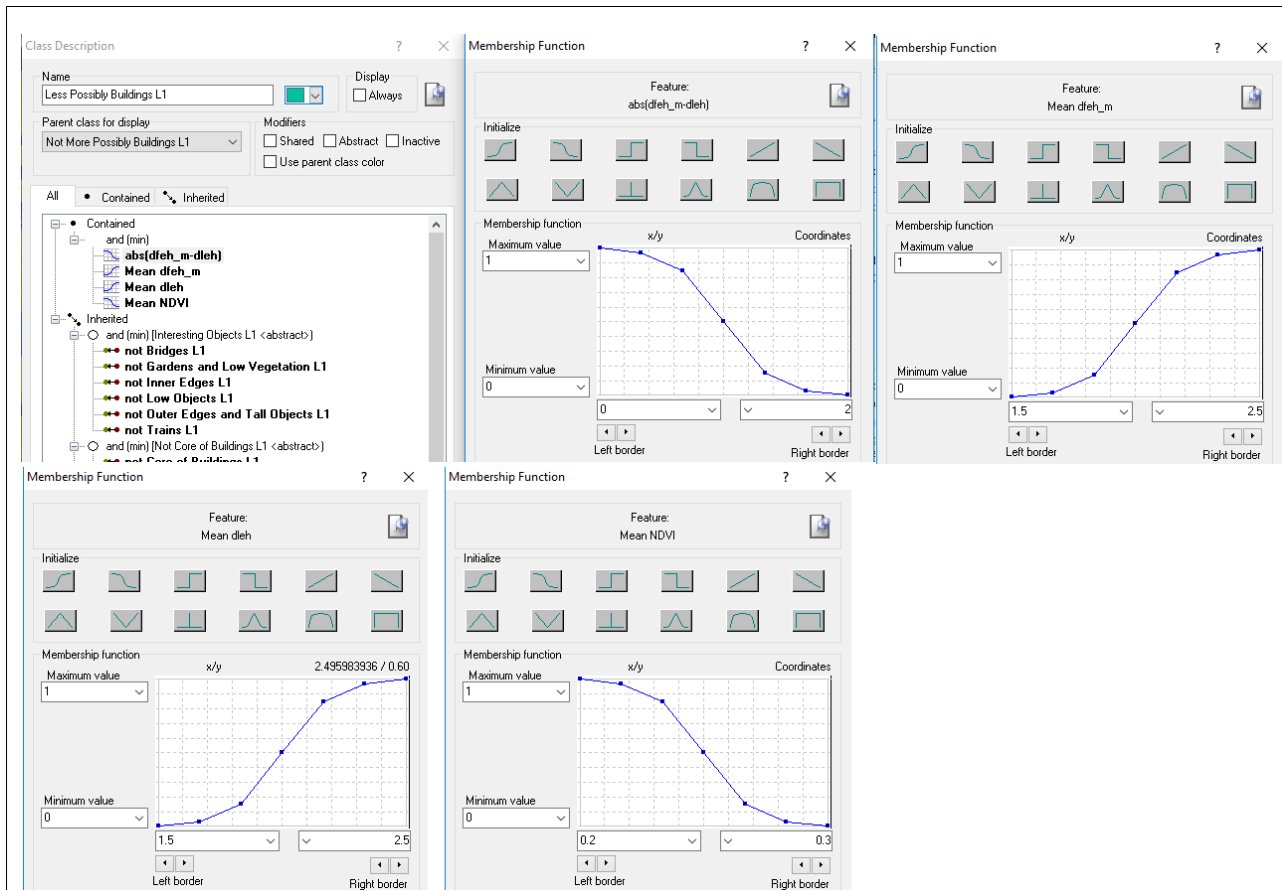 Class Description ? ×
Name
Less Possibly Buildings L1
Display
Always
Parent class for display
Not More Possibly Buildings L1
Modifiers
Shared Abstract Inactive
Use parent class color
All Contained Inherited
Contained
and (min)
abs(dfeh_m-dleh)
Mean dfeh_m
Mean dleh
Mean NDVI
Inherited
and (min) [Interesting Objects L1 <abstract>)
not Bridges L1
not Gardens and Low Vegetation L1
not Inner Edges L1
not Low Objects L1
not Outer Edges and Tall Objects L1
not Trains L1
and (min) [Not Core of Buildings L1 <abstract>)
not Core of Buildings L1
Membership Function ? ×
Feature:
abs(dfeh_m-dleh)
Initialize
Membership function
Maximum value
1
x/y Coordinates
Minimum value
0
0 2
Left border Right border
Membership Function ? ×
Feature:
Mean dfeh_m
Initialize
Membership function
Maximum value
1
x/y Coordinates
Minimum value
0
1.5 2.5
Left border Right border
Membership Function ? ×
Feature:
Mean dleh
Initialize
Membership function
Maximum value
1
x/y 2.495983936 / 0.60
Minimum value
0
1.5 2.5
Left border Right border
Membership Function ? ×
Feature:
Mean NDVI
Initialize
Membership function
Maximum value
1
x/y Coordinates
Minimum value
0
0.2 0.3
Left border Right border